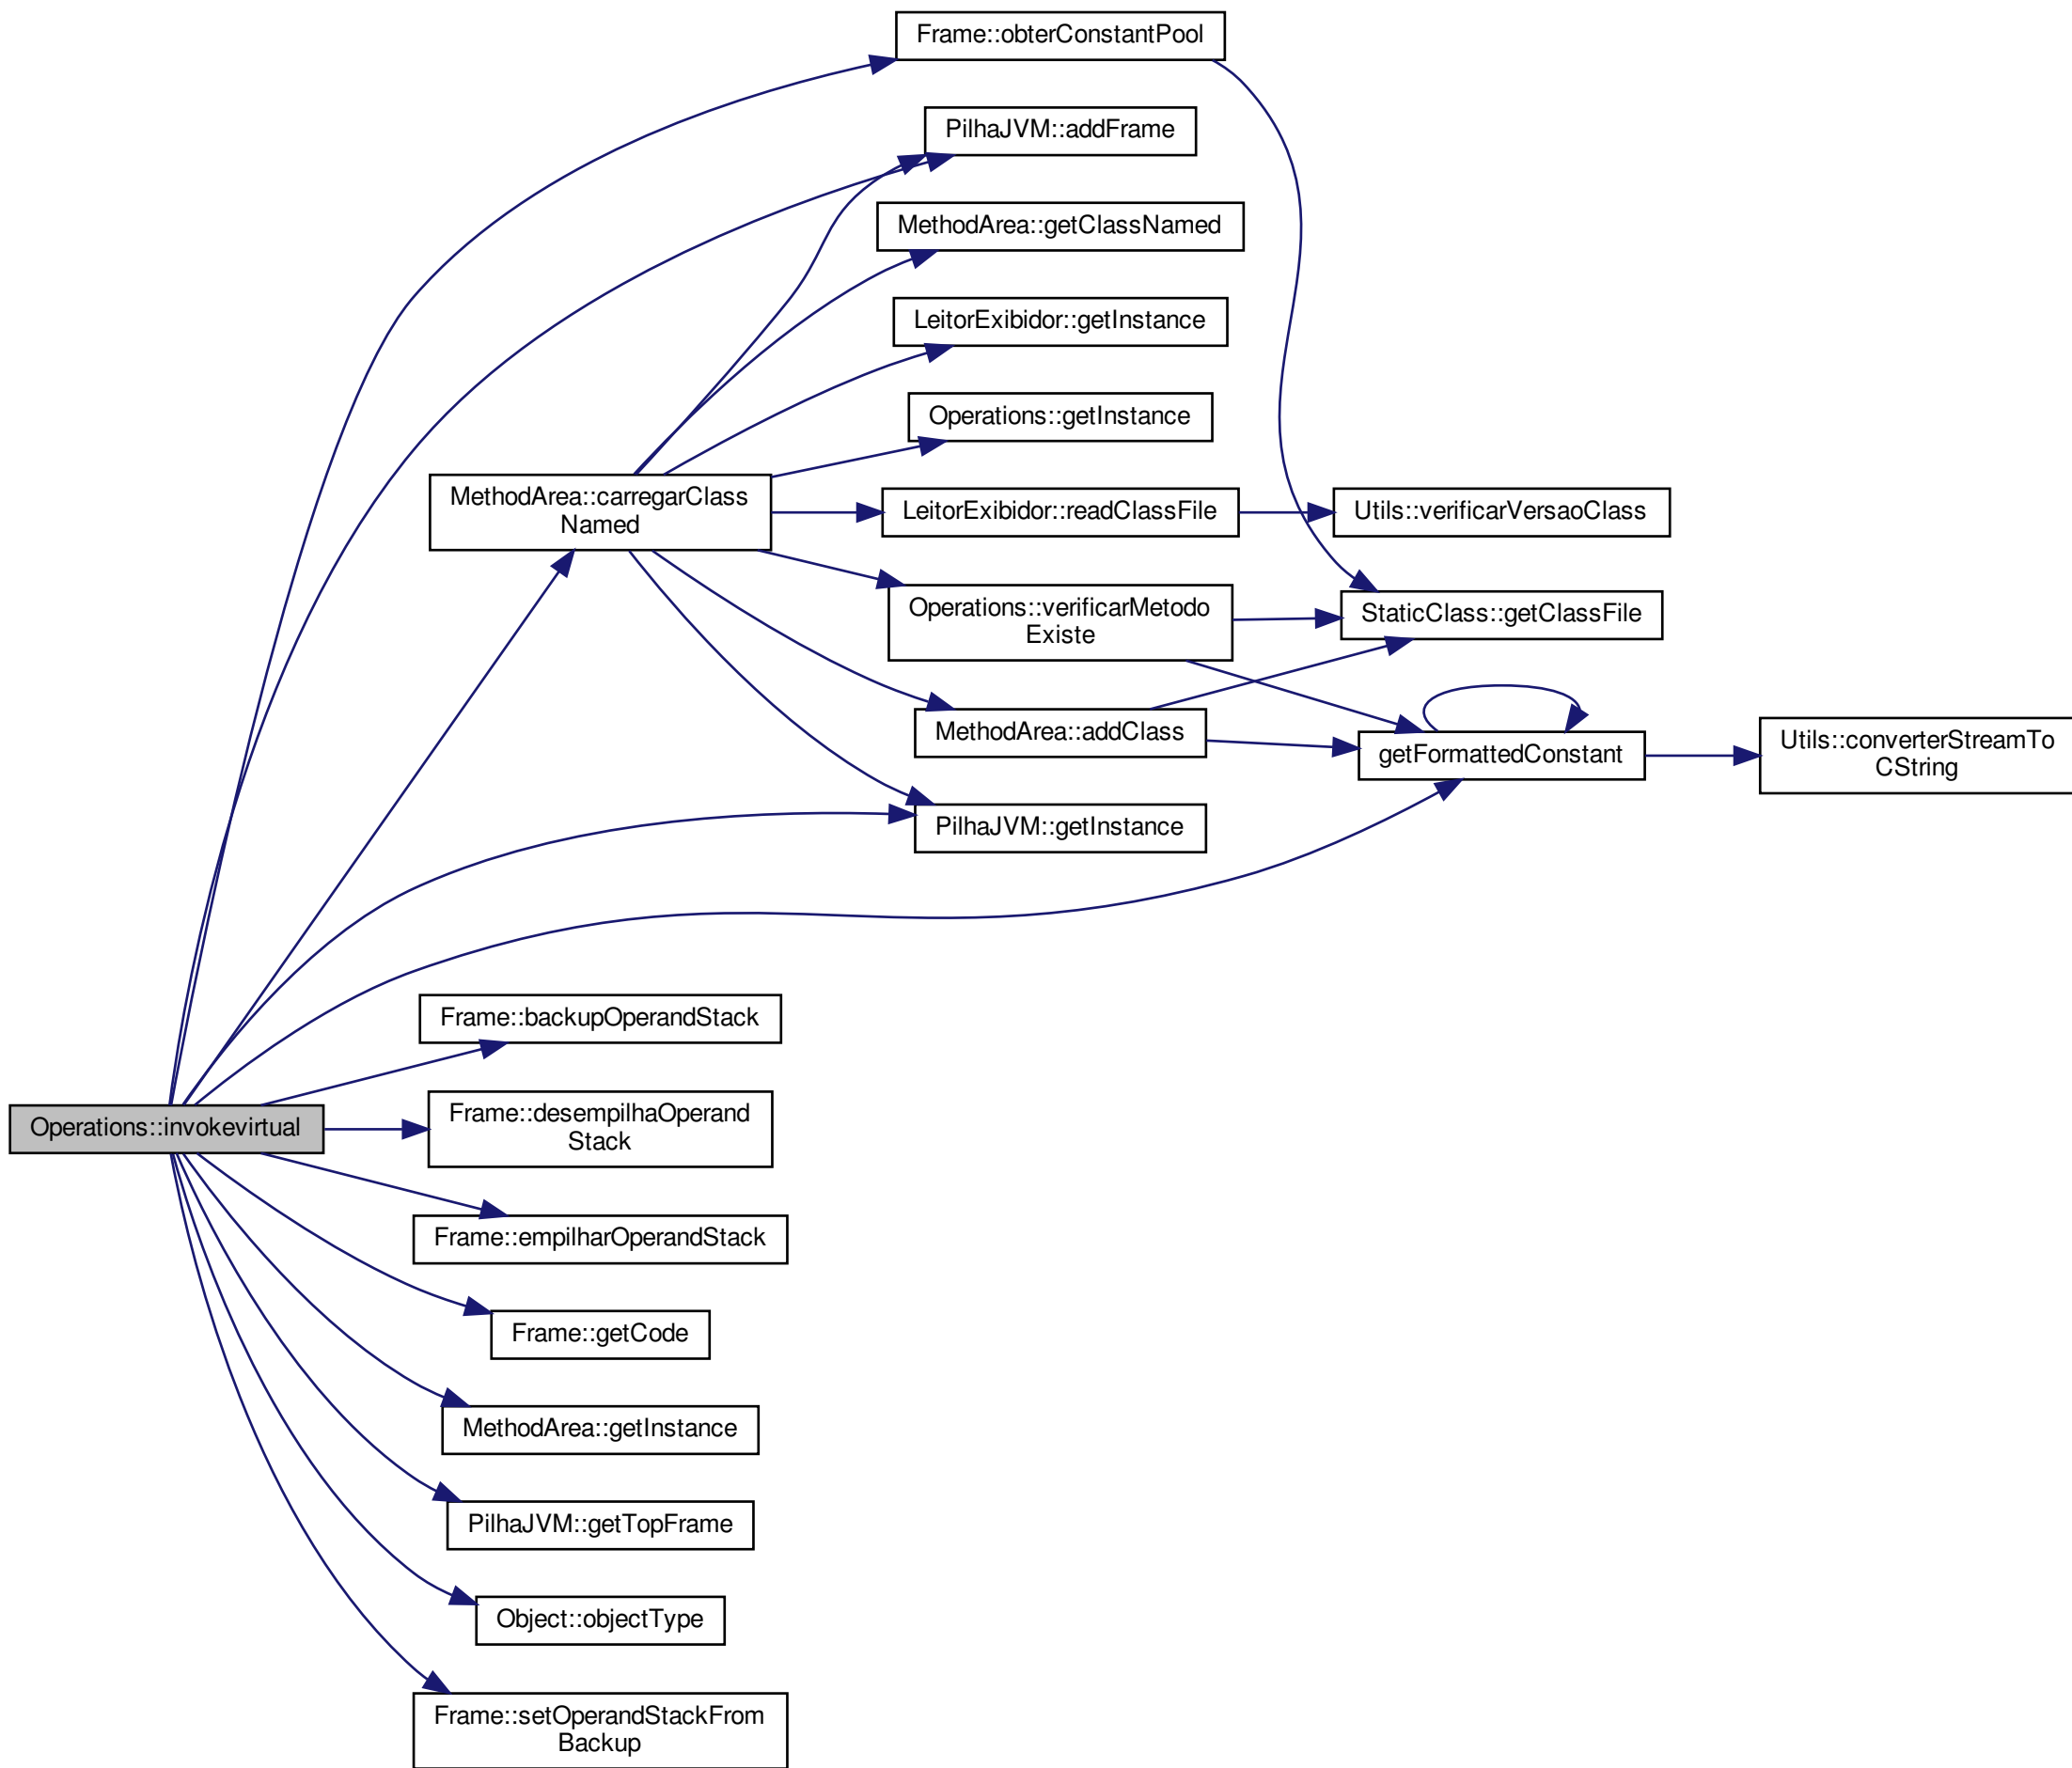 Frame::obterConstantPool
PilhaJVM::addFrame
MethodArea::getClassNamed
LeitorExibidor::getInstance
Operations::getInstance
MethodArea::carregarClass
Named
LeitorExibidor::readClassFile
Utils::verificarVersaoClass
Operations::verificarMetodo
Existe
StaticClass::getClassFile
MethodArea::addClass
getFormattedConstant
Utils::converterStreamTo
CString
PilhaJVM::getInstance
Frame::backupOperandStack
Operations::invokevirtual
Frame::desempilhaOperand
Stack
Frame::empilharOperandStack
Frame::getCode
MethodArea::getInstance
PilhaJVM::getTopFrame
Object::objectType
Frame::setOperandStackFrom
Backup